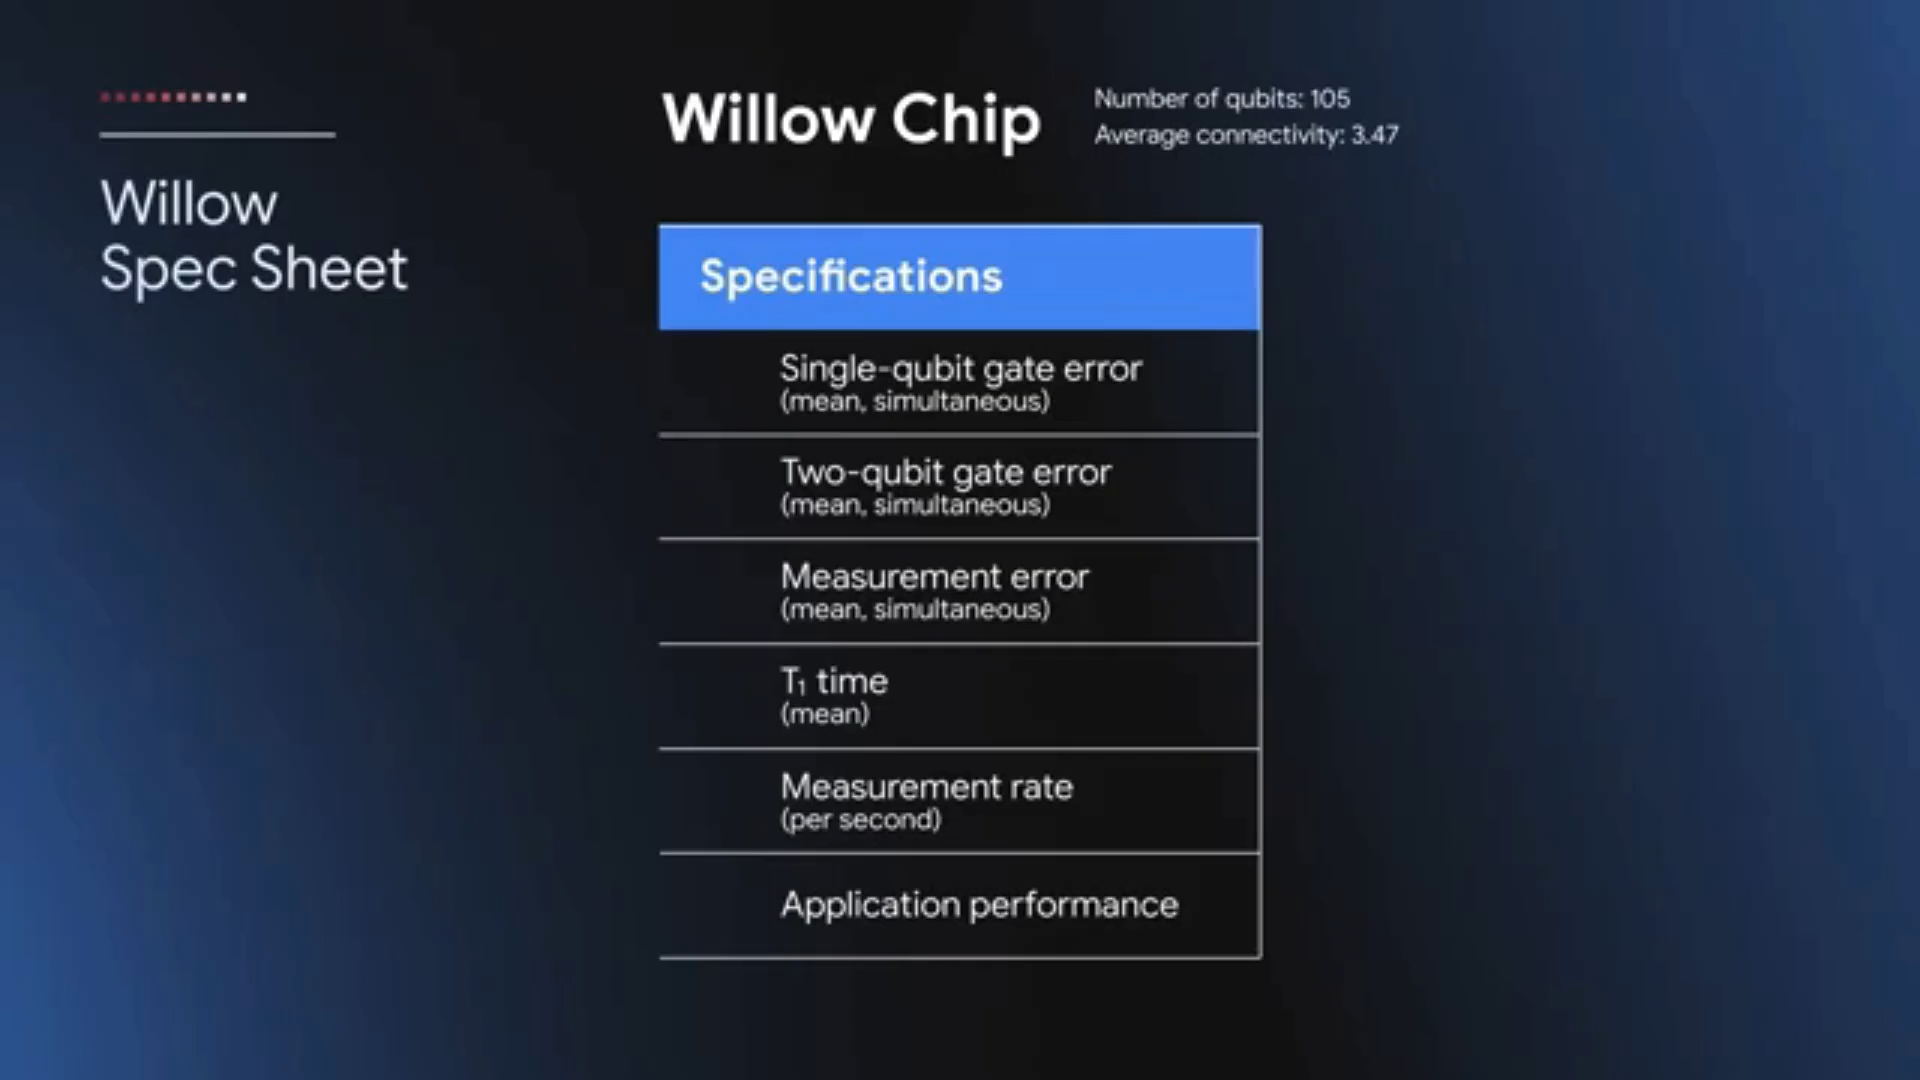 Willow
Spec Sheet
Willow Chip
Number of qubits: 105
Average connectivity: 3.47
Specifications
Single-qubit gate error
(mean, simultaneous)
Two-qubit gate error
(mean, simultaneous)
Measurement error
(mean, simultaneous)
T₁ time
(mean)
Measurement rate
(per second)
Application performance